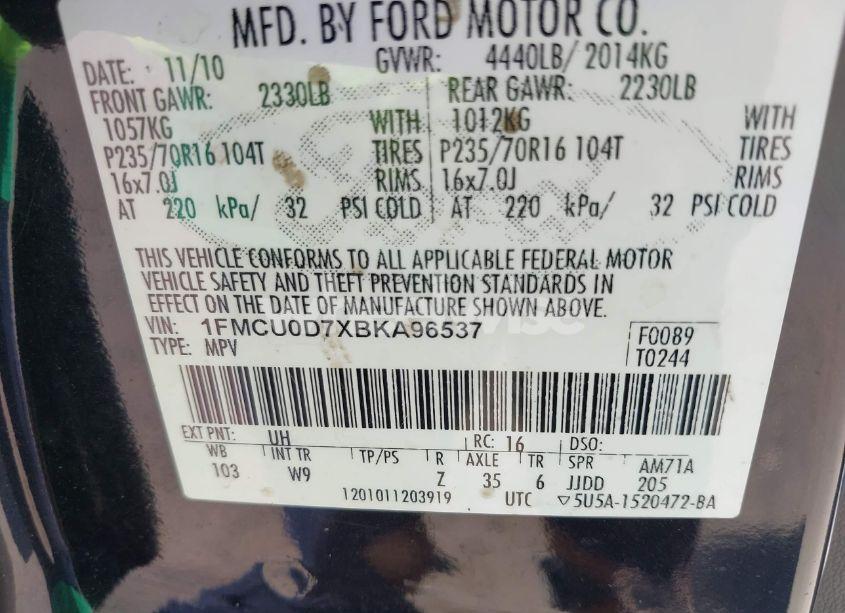 MFD. BY FORD MOTOR CO.
DATE: 11/10 GVWR: 4440LB/ 2014KG
FRONT GAWR: 2330LB REAR GAWR: 2230LB
1057KG WITH 1012KG WITH
P235/70R16 104T TIRES P235/70R16 104T TIRES
16x7.0J RIMS 16x7.0J RIMS
AT 220 kPa/ 32 PSI COLD AT 220 kPa/ 32 PSI COLD
THIS VEHICLE CONFORMS TO ALL APPLICABLE FEDERAL MOTOR
VEHICLE SAFETY AND THEFT PREVENTION STANDARDS IN
EFFECT ON THE DATE OF MANUFACTURE SHOWN ABOVE.
VIN: 1FMCU0D7XBKA96537 F0089
TYPE: MPV T0244
EXT PNT: UH RC: 16 DSO:
WB INT TR TP/PS R AXLE TR SPR AM71A
103 W9 Z 35 6 JJDD 205
1201011203919 UTC ▽5U5A-1520472-BA